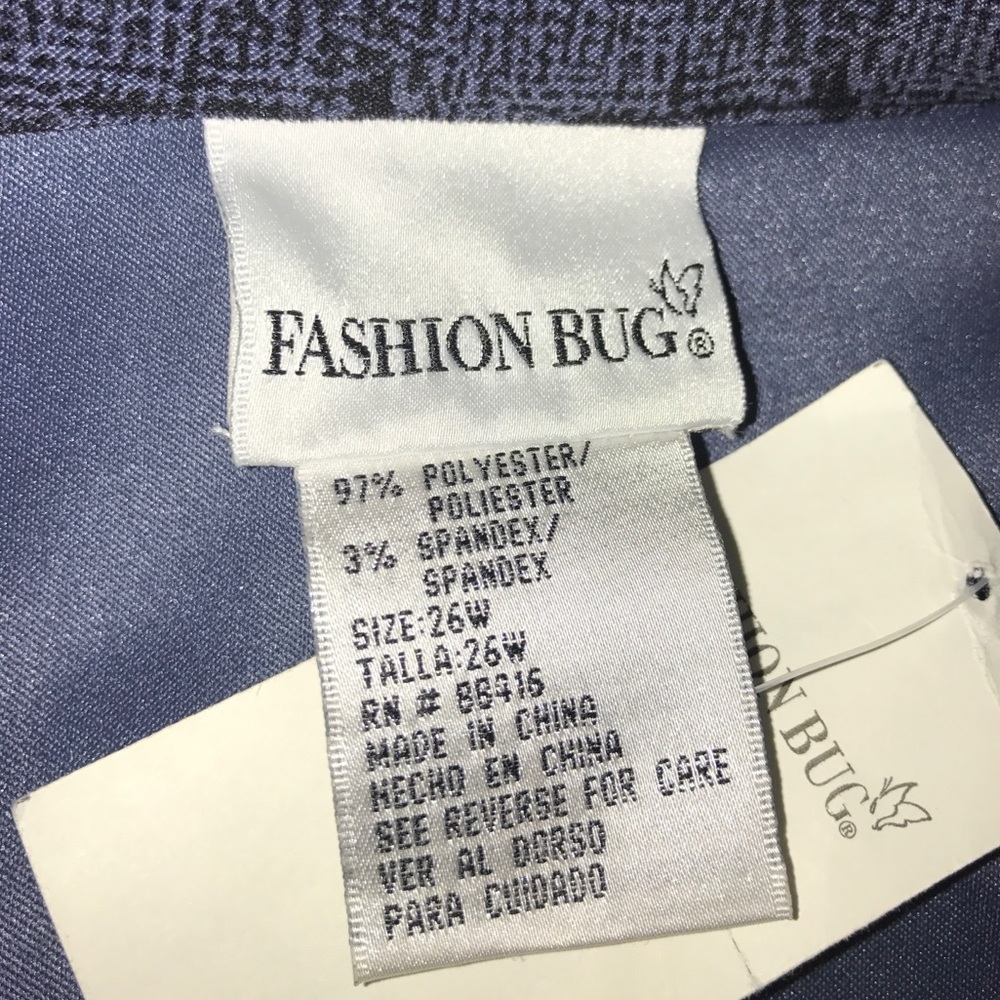 FASHION BUG®
97% POLYESTER/
POLIESTER
3% SPANDEX/
SPANDEX
SIZE:26W
TALLA:26W
RN # 88416
MADE IN CHINA
HECHO EN CHINA
SEE REVERSE FOR CARE
VER AL DORSO
PARA CUIDADO
HION BUG®